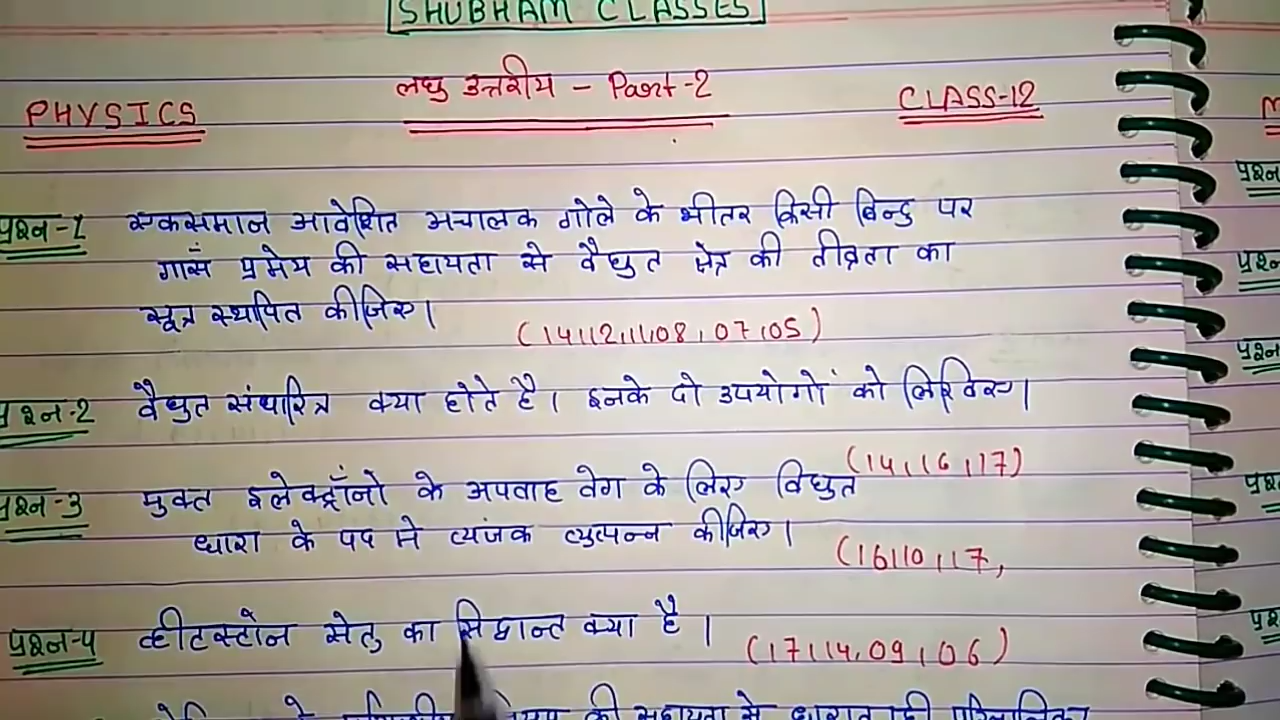 SHUBHAM CLASSES
लघु उत्तरीय - Part-2
PHYSICS
CLASS-12
प्रश्न-1 एकसमान आवेशित अचालक गोले के भीतर किसी बिन्दु पर
गास प्रमेय की सहायता से वैधुत क्षेत्र की तीव्रता का
सूत्र स्थापित कीजिए।
(14,12,11,08,07,05)
प्रश्न-2 वैधुत संधारित्र क्या होते है। इनके दो उपयोगों को लिखिए।
(14,16,17)
प्रश्न-3 मुक्त इलेक्ट्रॉनो के अपवाह वेग के लिए विधुत
धारा के पद मे व्यंजक व्युत्पन्न कीजिए।
(16,10,17,
प्रश्न-4 व्हीटस्टोन सेतु का सिद्धान्त क्या है।
(17,14,09,06)
की सहायता से धारामापी